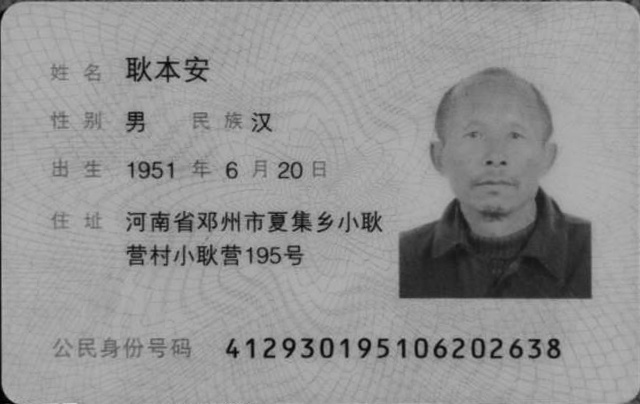 姓名 耿本安
性别 男 民族 汉
出生 1951 年 6 月 20 日
住址 河南省邓州市夏集乡小耿
营村小耿营195号
公民身份号码 412930195106202638